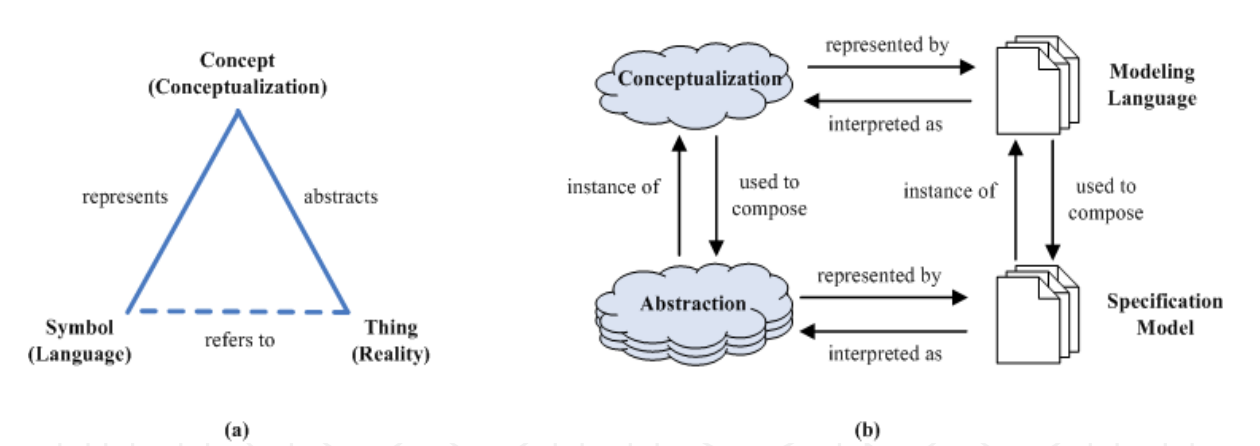 Concept
(Conceptualization)
represents
abstracts
Symbol
(Language)
refers to
Thing
(Reality)
(a)
Conceptualization
represented by
interpreted as
Modeling
Language
instance of
used to
compose
instance of
used to
compose
Abstraction
represented by
interpreted as
Specification
Model
(b)